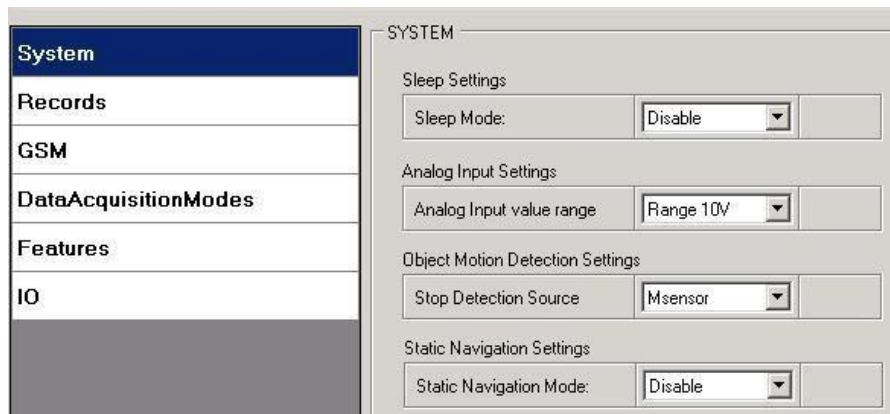 System
Records
GSM
DataAcquisitionModes
Features
IO
SYSTEM
Sleep Settings
Sleep Mode: Disable
Analog Input Settings
Analog Input value range Range 10V
Object Motion Detection Settings
Stop Detection Source Msensor
Static Navigation Settings
Static Navigation Mode: Disable